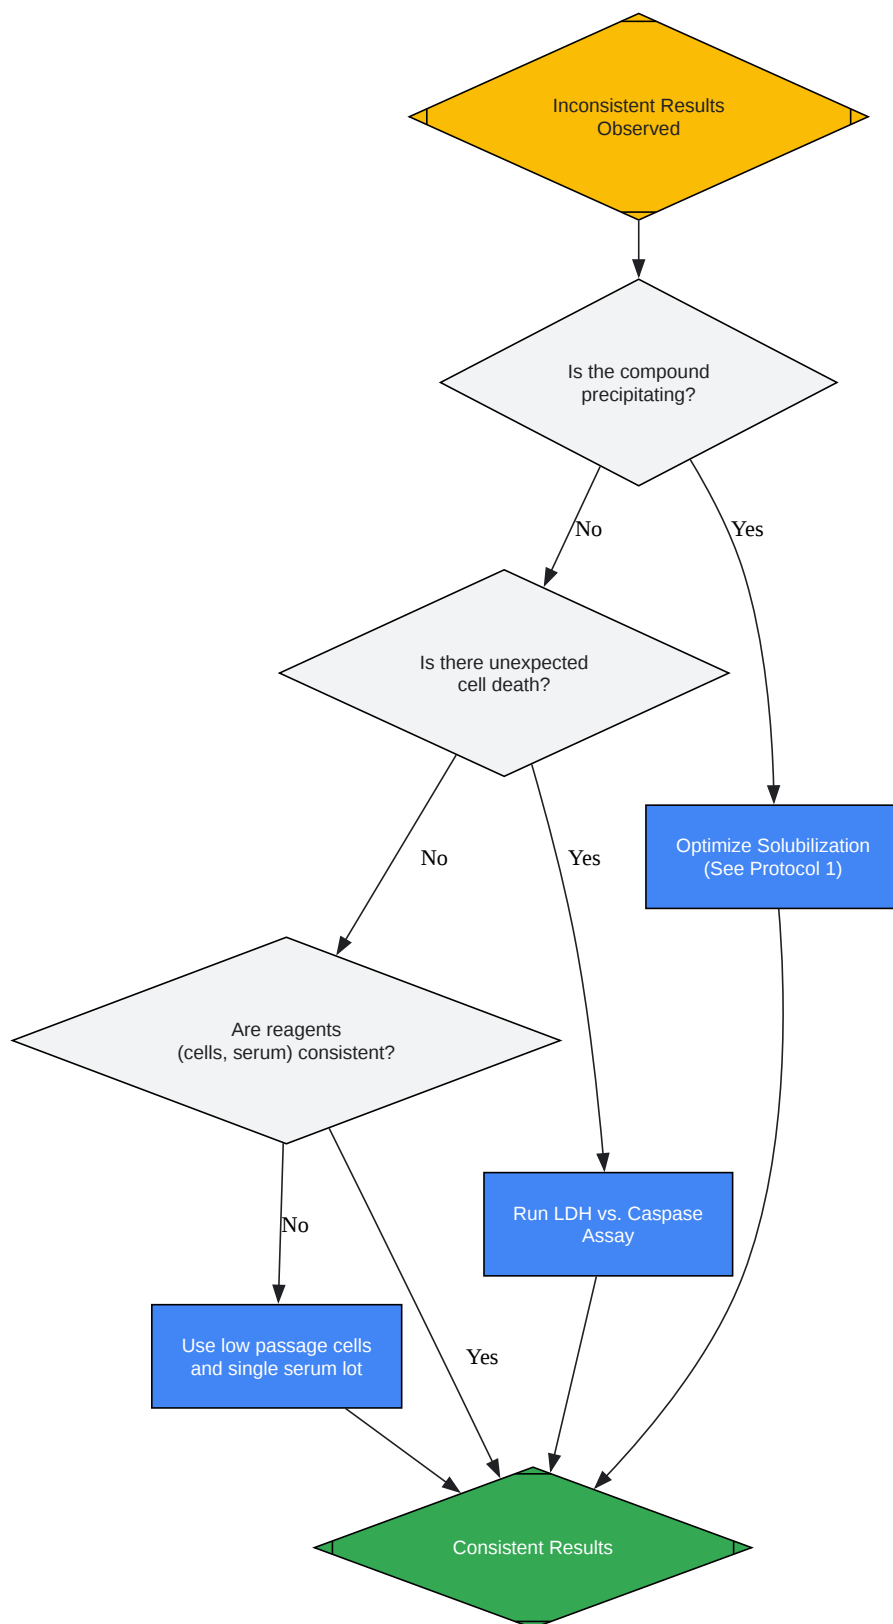 Inconsistent Results
Observed
Is the compound
precipitating?
No
Yes
Is there unexpected
cell death?
Optimize Solubilization
(See Protocol 1)
No
Yes
Are reagents
(cells, serum) consistent?
Run LDH vs. Caspase
Assay
No
Use low passage cells
and single serum lot
Yes
Consistent Results